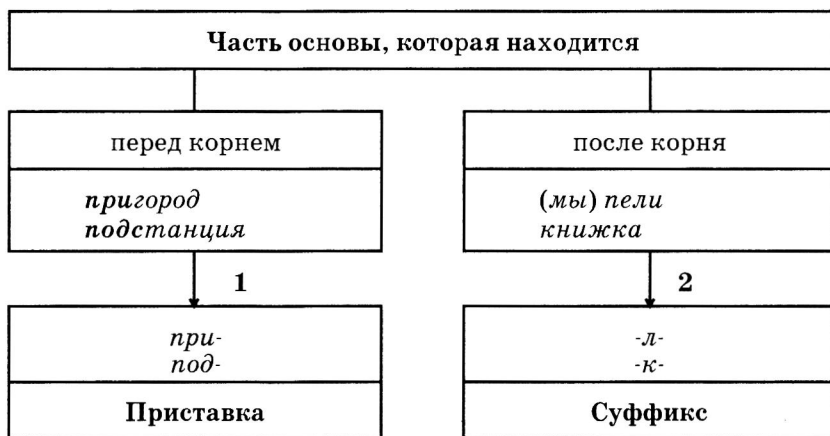 Часть основы, которая находится
перед корнем
после корня
пригород
подстанция
(мы) пели
книжка
1
2
при-
под-
-л-
-к-
Приставка
Суффикс